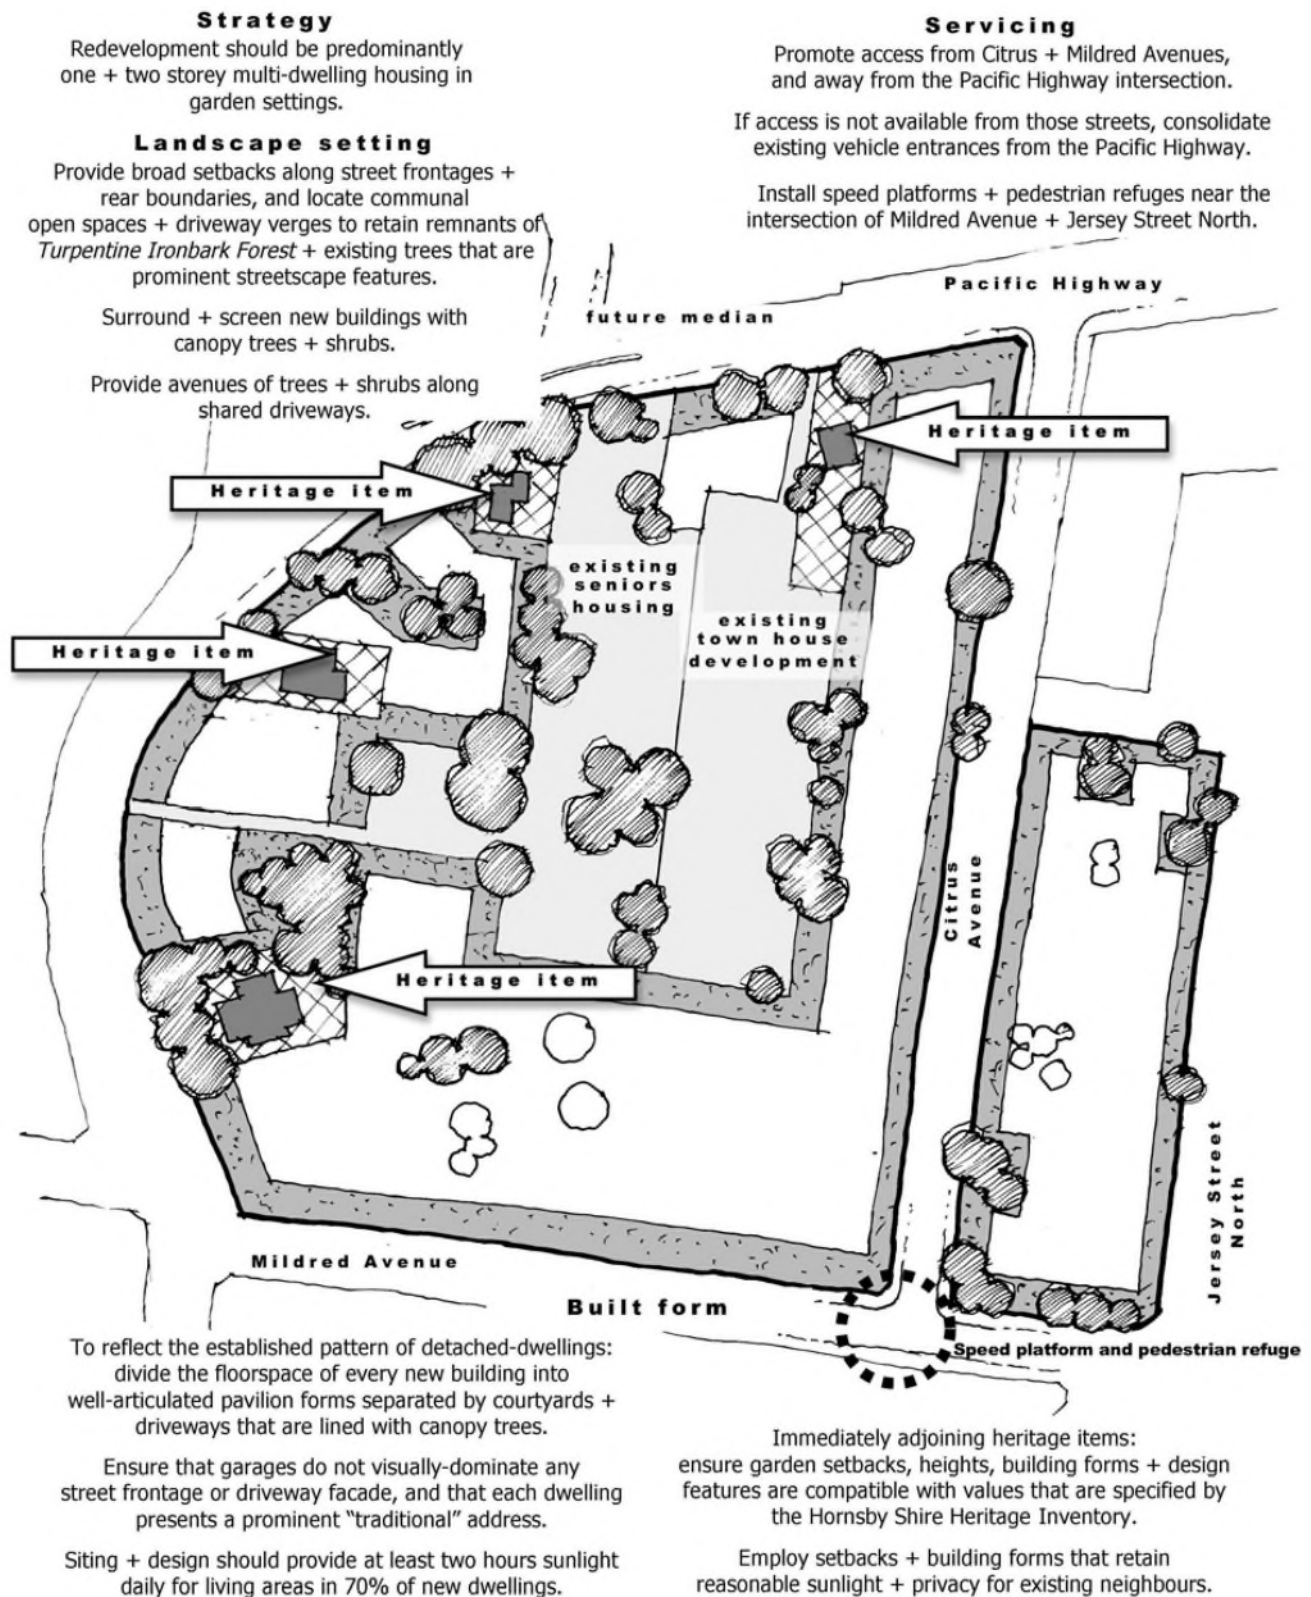 Strategy
Redevelopment should be predominantly
one + two storey multi-dwelling housing in
garden settings.
Landscape setting
Provide broad setbacks along street frontages +
rear boundaries, and locate communal
open spaces + driveway verges to retain remnants of
Turpentine Ironbark Forest + existing trees that are
prominent streetscape features.
Surround + screen new buildings with
canopy trees + shrubs.
Provide avenues of trees + shrubs along
shared driveways.
Servicing
Promote access from Citrus + Mildred Avenues,
and away from the Pacific Highway intersection.
If access is not available from those streets, consolidate
existing vehicle entrances from the Pacific Highway.
Install speed platforms + pedestrian refuges near the
intersection of Mildred Avenue + Jersey Street North.
Pacific Highway
future median
Heritage item
Heritage item
existing
seniors
housing
existing
town house
development
Heritage item
Citrus
Avenue
Heritage item
Jersey Street
North
Mildred Avenue
Speed platform and pedestrian refuge
Built form
To reflect the established pattern of detached-dwellings:
divide the floorspace of every new building into
well-articulated pavilion forms separated by courtyards +
driveways that are lined with canopy trees.
Ensure that garages do not visually-dominate any
street frontage or driveway facade, and that each dwelling
presents a prominent "traditional" address.
Siting + design should provide at least two hours sunlight
daily for living areas in 70% of new dwellings.
Immediately adjoining heritage items:
ensure garden setbacks, heights, building forms + design
features are compatible with values that are specified by
the Hornsby Shire Heritage Inventory.
Employ setbacks + building forms that retain
reasonable sunlight + privacy for existing neighbours.